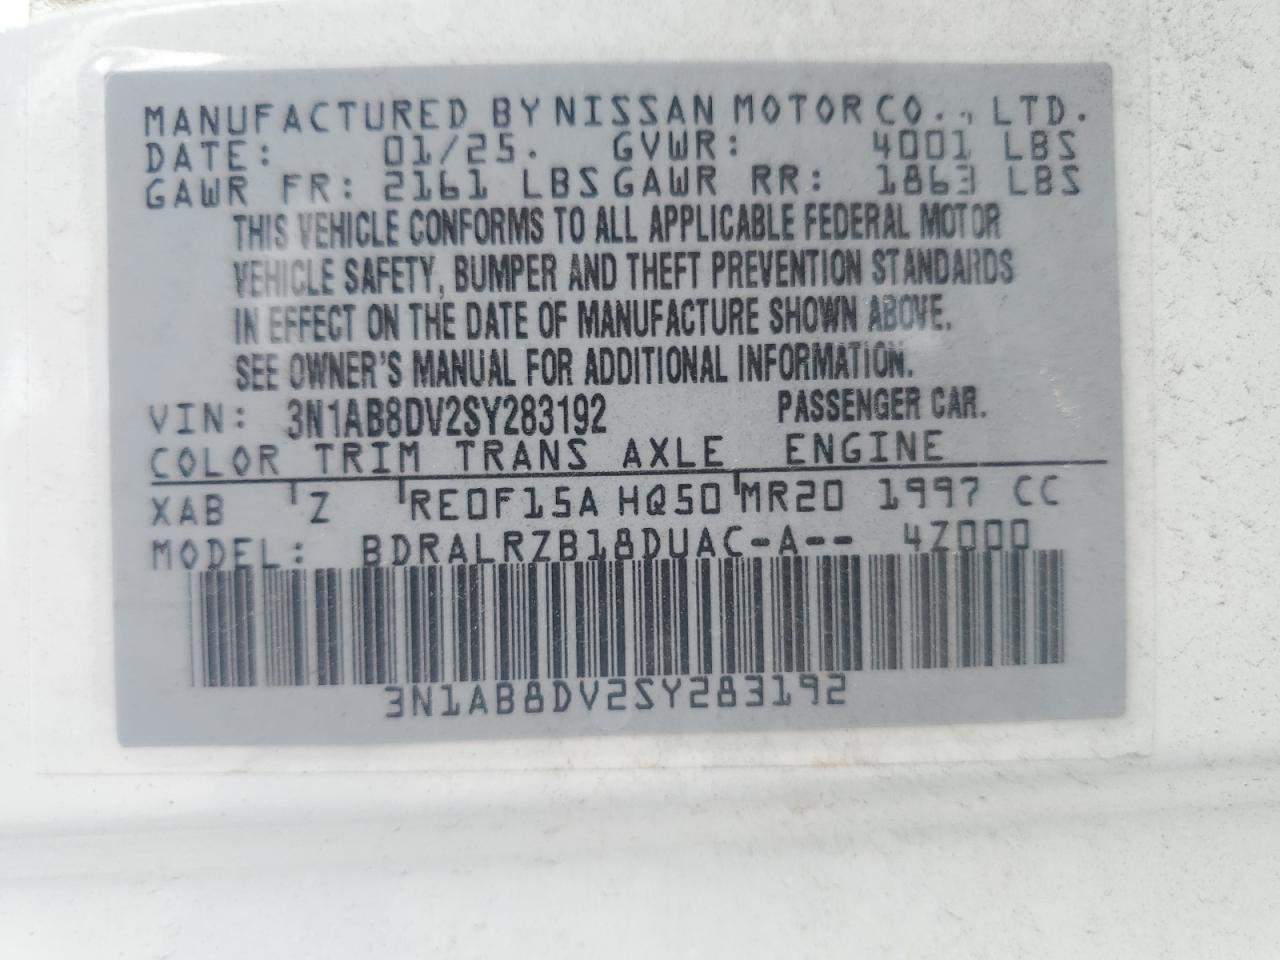 MANUFACTURED BY NISSAN MOTOR CO., LTD.
DATE: 01/25. GVWR: 4001 LBS
GAWR FR: 2161 LBS GAWR RR: 1863 LBS
THIS VEHICLE CONFORMS TO ALL APPLICABLE FEDERAL MOTOR
VEHICLE SAFETY, BUMPER AND THEFT PREVENTION STANDARDS
IN EFFECT ON THE DATE OF MANUFACTURE SHOWN ABOVE.
SEE OWNER'S MANUAL FOR ADDITIONAL INFORMATION.
VIN: 3N1AB8DV2SY283192 PASSENGER CAR.
COLOR TRIM TRANS AXLE ENGINE
XAB Z RE0F15A HQ50 MR20 1997 CC
MODEL: BDRALRZB18DUAC-A-- 4Z000
3N1AB8DV2SY283192